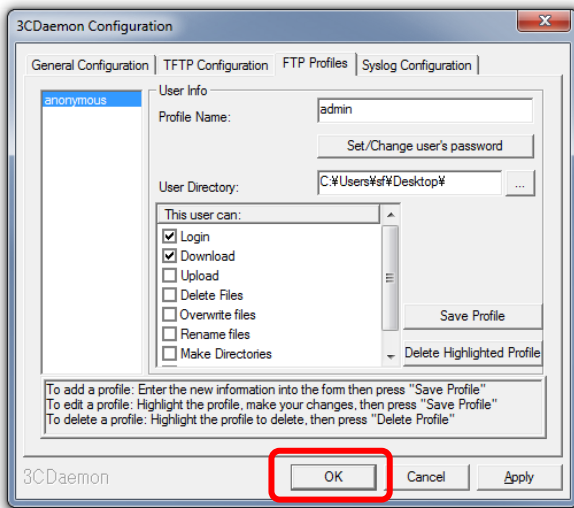 3CDaemon Configuration
General Configuration TFTP Configuration FTP Profiles Syslog Configuration
anonymous
User Info
Profile Name: admin
Set/Change user's password
User Directory: C:¥Users¥sf¥Desktop¥ ...
This user can:
Login
Download
Upload
Delete Files
Overwrite files
Rename files
Make Directories
Save Profile
Delete Highlighted Profile
To add a profile: Enter the new information into the form then press "Save Profile"
To edit a profile: Highlight the profile, make your changes, then press "Save Profile"
To delete a profile: Highlight the profile to delete, then press "Delete Profile"
3CDaemon
OK Cancel Apply